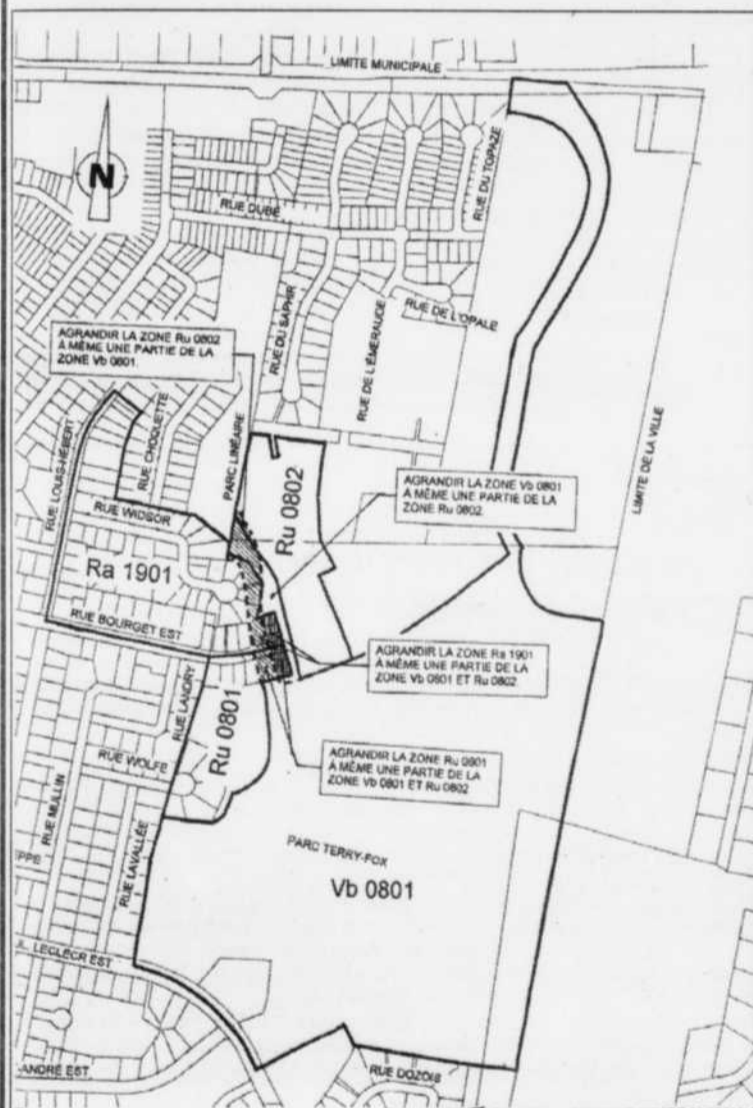 LIMITE MUNICIPALE
N
RUE DU TOPAZE
RUE DUBÉ
RUE DE L'OPALE
RUE DU SAPHIR
RUE DE L'ÉMERAUDE
AGRANDIR LA ZONE Ru 0802
À MÊME UNE PARTIE DE LA
ZONE Vb 0801.
RUE LOUIS-HÉBERT
RUE CHOQUETTE
PARC LINÉAIRE
Ru 0802
LIMITE DE LA VILLE
AGRANDIR LA ZONE Vb 0801
À MÊME UNE PARTIE DE LA
ZONE Ru 0802.
RUE WIDSOR
Ra 1901
RUE BOURGET EST
AGRANDIR LA ZONE Ra 1901
À MÊME UNE PARTIE DE LA
ZONE Vb 0801 ET Ru 0802.
RUE LANDRY
Ru 0801
AGRANDIR LA ZONE Ru 0801
À MÊME UNE PARTIE DE LA
ZONE Vb 0801 ET Ru 0802
RUE WOLFE
RUE MULLIN
RUE LAVALLÉE
EPPS
PARC TERRY-FOX
Vb 0801
LECLERC EST
ANDRÉ EST
RUE DOZOIS